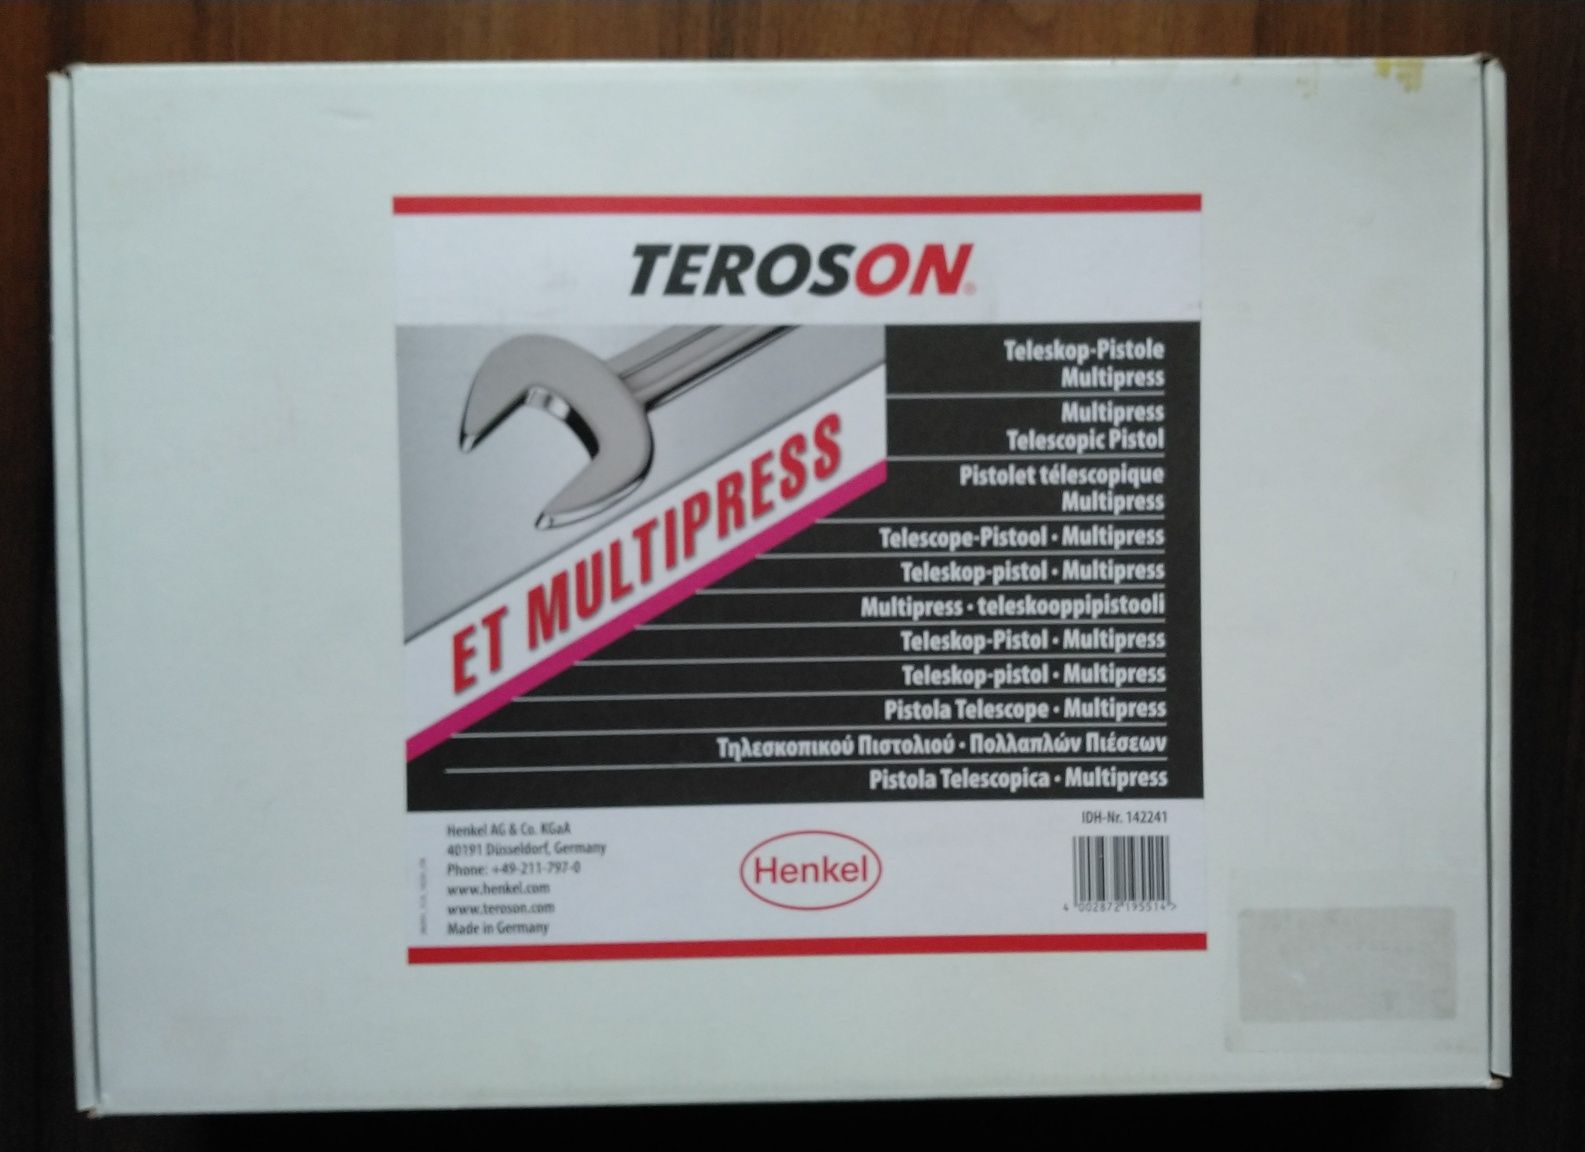 TEROSON®
ET MULTIPRESS
Teleskop-Pistole
Multipress
Multipress
Telescopic Pistol
Pistolet télescopique
Multipress
Telescope-Pistool · Multipress
Teleskop-pistol · Multipress
Multipress · teleskooppipistooli
Teleskop-Pistol · Multipress
Teleskop-pistol · Multipress
Pistola Telescope · Multipress
Τηλεσκοπικού Πιστολιού · Πολλαπλών Πιέσεων
Pistola Telescopica · Multipress
Henkel AG & Co. KGaA
40191 Düsseldorf, Germany
Phone: +49-211-797-0
www.henkel.com
www.teroson.com
Made in Germany
Henkel
IDH-Nr. 142241
4 002872 195514 >